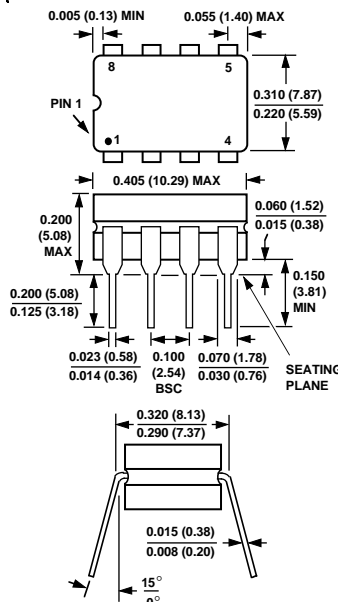 0.005 (0.13) MIN
0.055 (1.40) MAX
8
5
PIN 1
1
4
0.310 (7.87)
0.220 (5.59)
0.405 (10.29) MAX
0.200
(5.08)
MAX
0.060 (1.52)
0.015 (0.38)
0.200 (5.08)
0.125 (3.18)
0.150
(3.81)
MIN
0.023 (0.58)
0.014 (0.36)
0.100
(2.54)
BSC
0.070 (1.78)
0.030 (0.76)
SEATING
PLANE
0.320 (8.13)
0.290 (7.37)
0.015 (0.38)
0.008 (0.20)
15°